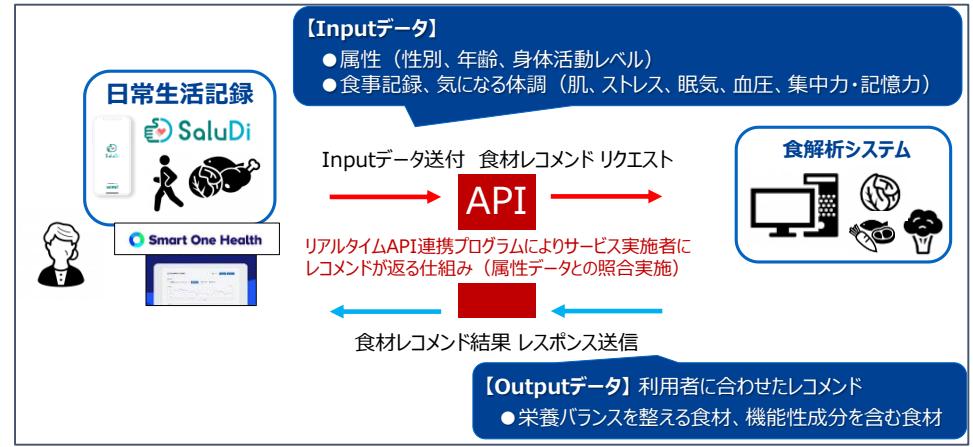 【Inputデータ】
●属性（性別、年齢、身体活動レベル）
●食事記録、気になる体調（肌、ストレス、眠気、血圧、集中力・記憶力）
日常生活記録
SaluDi
SaluDi
Smart One Health
Inputデータ送付 食材レコメンド リクエスト
API
リアルタイムAPI連携プログラムによりサービス実施者に
レコメンドが返る仕組み（属性データとの照合実施）
食材レコメンド結果 レスポンス送信
食解析システム
【Outputデータ】利用者に合わせたレコメンド
●栄養バランスを整える食材、機能性成分を含む食材